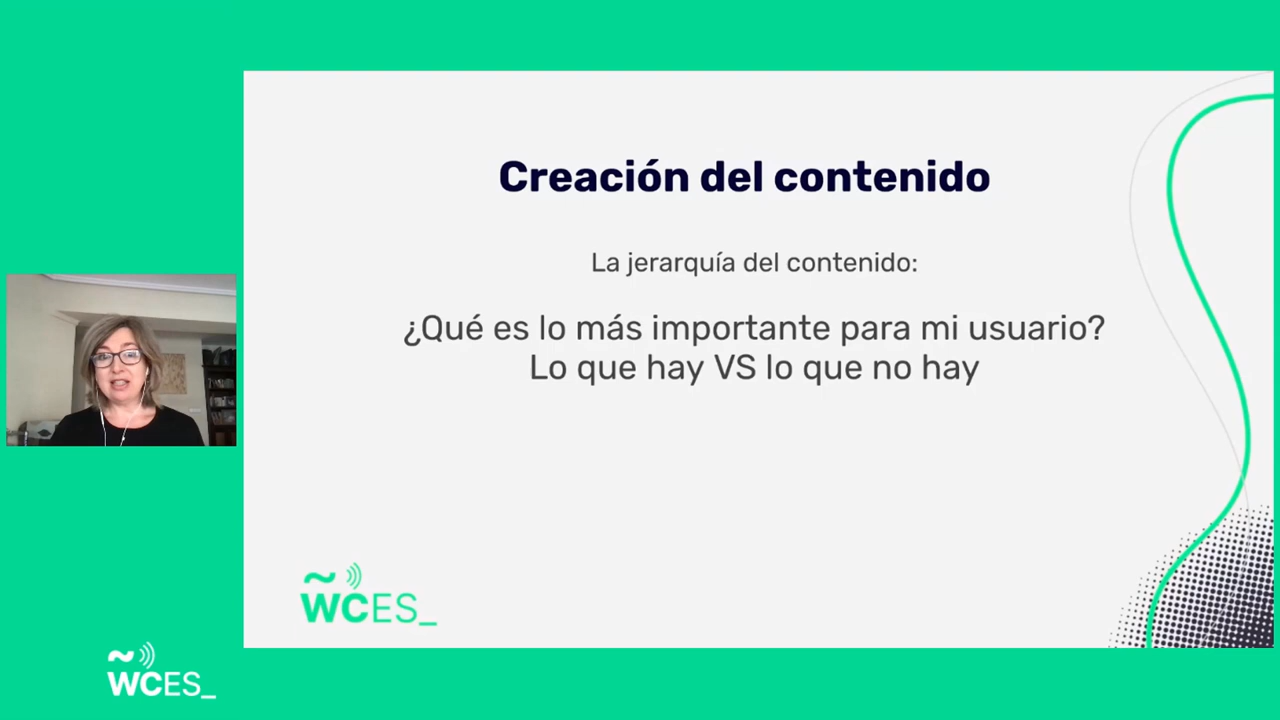 Creación del contenido
La jerarquía del contenido:
¿Qué es lo más importante para mi usuario?
Lo que hay VS lo que no hay
~
WCES_
~
WCES_